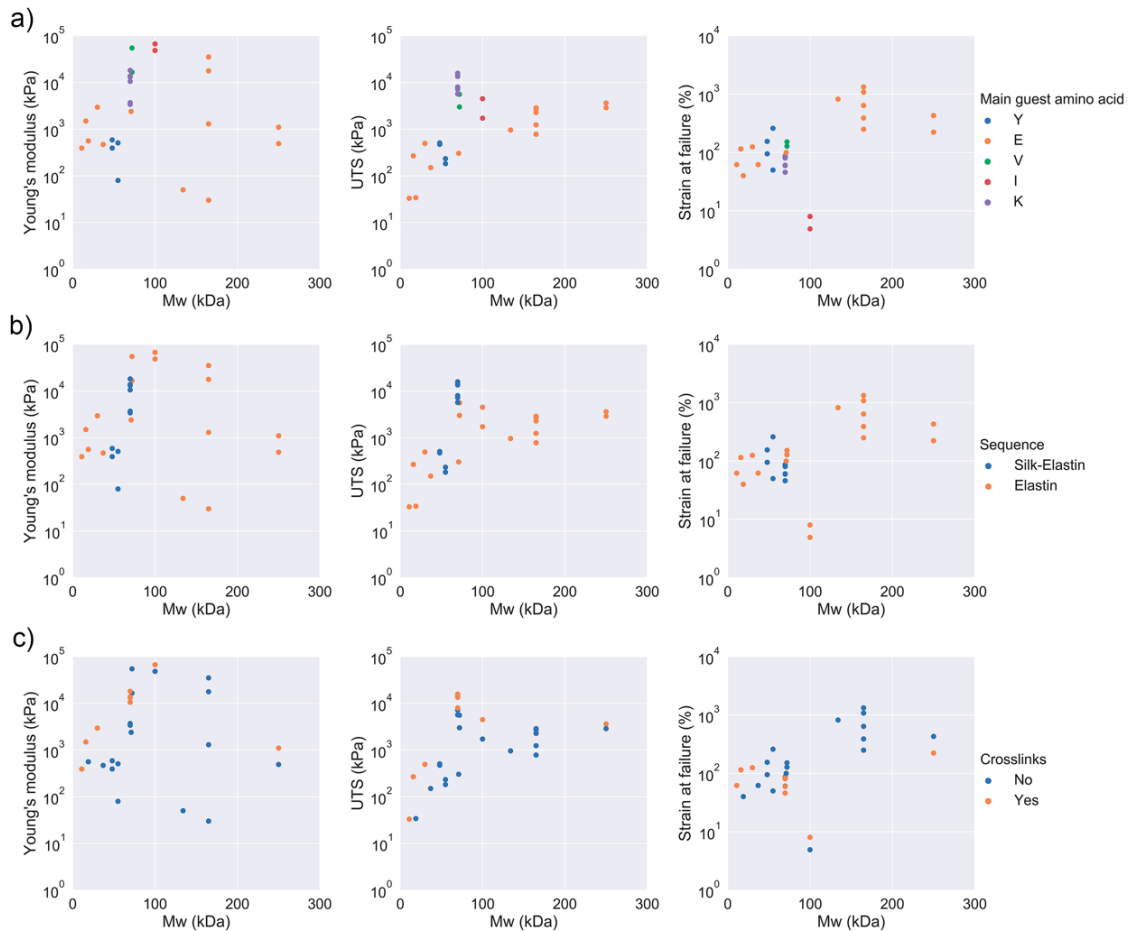 a)
Young's modulus (kPa)
10^5
10^4
10^3
10^2
10^1
10^0
0 100 200 300
Mw (kDa)
UTS (kPa)
10^5
10^4
10^3
10^2
10^1
10^0
0 100 200 300
Mw (kDa)
Strain at failure (%)
10^4
10^3
10^2
10^1
10^0
0 100 200 300
Mw (kDa)
Main guest amino acid
Y
E
V
I
K
b)
Young's modulus (kPa)
10^5
10^4
10^3
10^2
10^1
10^0
0 100 200 300
Mw (kDa)
UTS (kPa)
10^5
10^4
10^3
10^2
10^1
10^0
0 100 200 300
Mw (kDa)
Strain at failure (%)
10^4
10^3
10^2
10^1
10^0
0 100 200 300
Mw (kDa)
Sequence
Silk-Elastin
Elastin
c)
Young's modulus (kPa)
10^5
10^4
10^3
10^2
10^1
10^0
0 100 200 300
Mw (kDa)
UTS (kPa)
10^5
10^4
10^3
10^2
10^1
10^0
0 100 200 300
Mw (kDa)
Strain at failure (%)
10^4
10^3
10^2
10^1
10^0
0 100 200 300
Mw (kDa)
Crosslinks
No
Yes